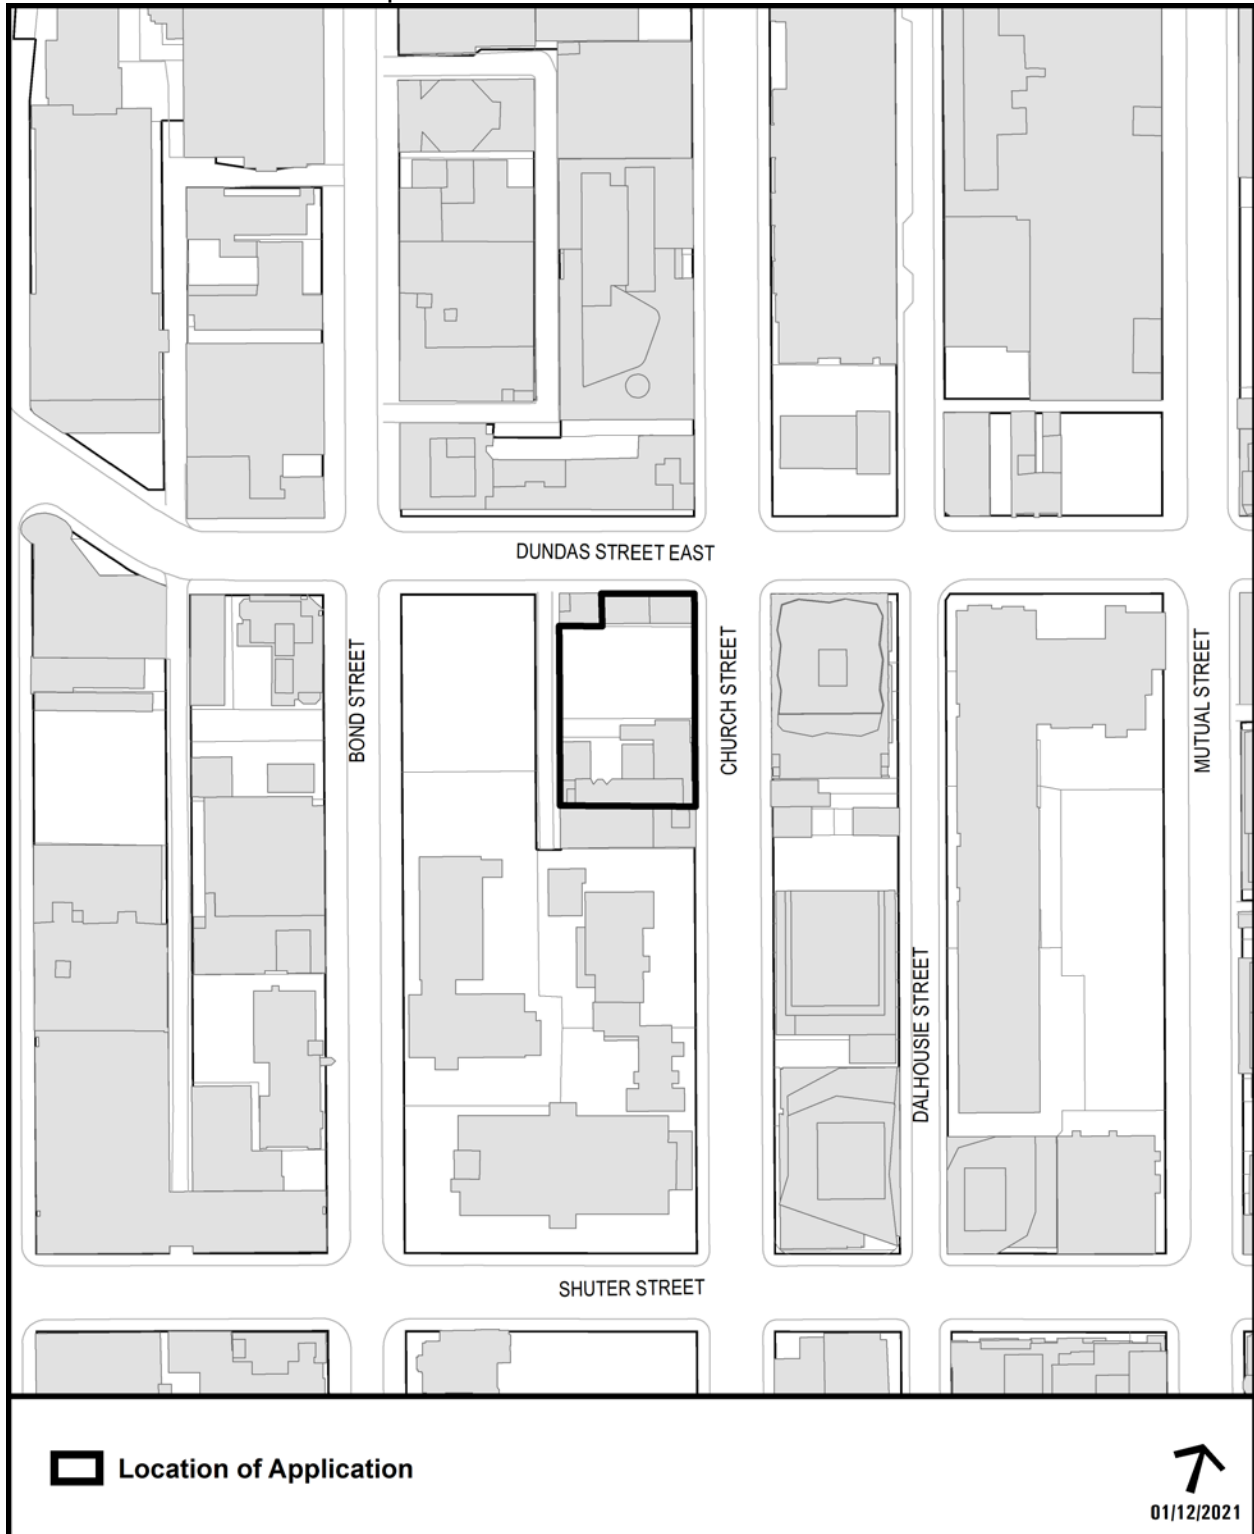 DUNDAS STREET EAST
BOND STREET
CHURCH STREET
MUTUAL STREET
DALHOUSIE STREET
SHUTER STREET
Location of Application
01/12/2021